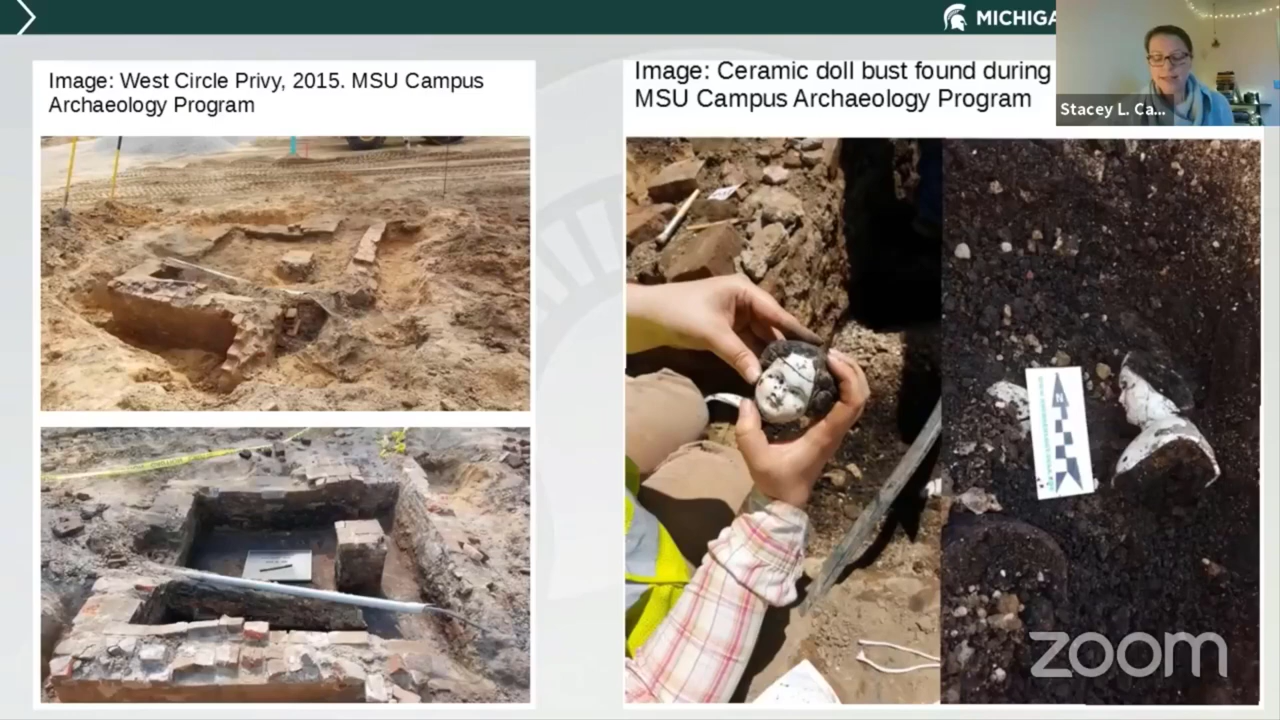 MICHIGA
Image: West Circle Privy, 2015. MSU Campus
Archaeology Program
Image: Ceramic doll bust found during
MSU Campus Archaeology Program
Stacey L. Ca...
N
zoom